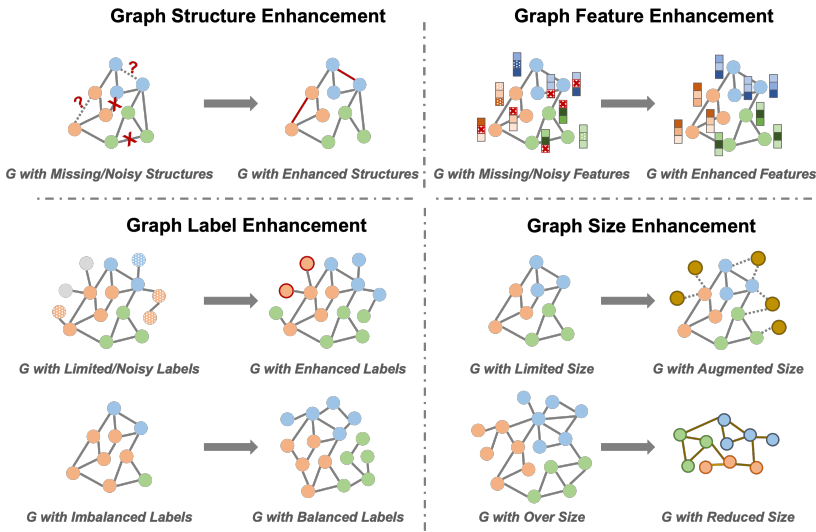 Graph Structure Enhancement
? ?
G with Missing/Noisy Structures
G with Enhanced Structures
Graph Feature Enhancement
G with Missing/Noisy Features
G with Enhanced Features
Graph Label Enhancement
G with Limited/Noisy Labels
G with Enhanced Labels
G with Imbalanced Labels
G with Balanced Labels
Graph Size Enhancement
G with Limited Size
G with Augmented Size
G with Over Size
G with Reduced Size